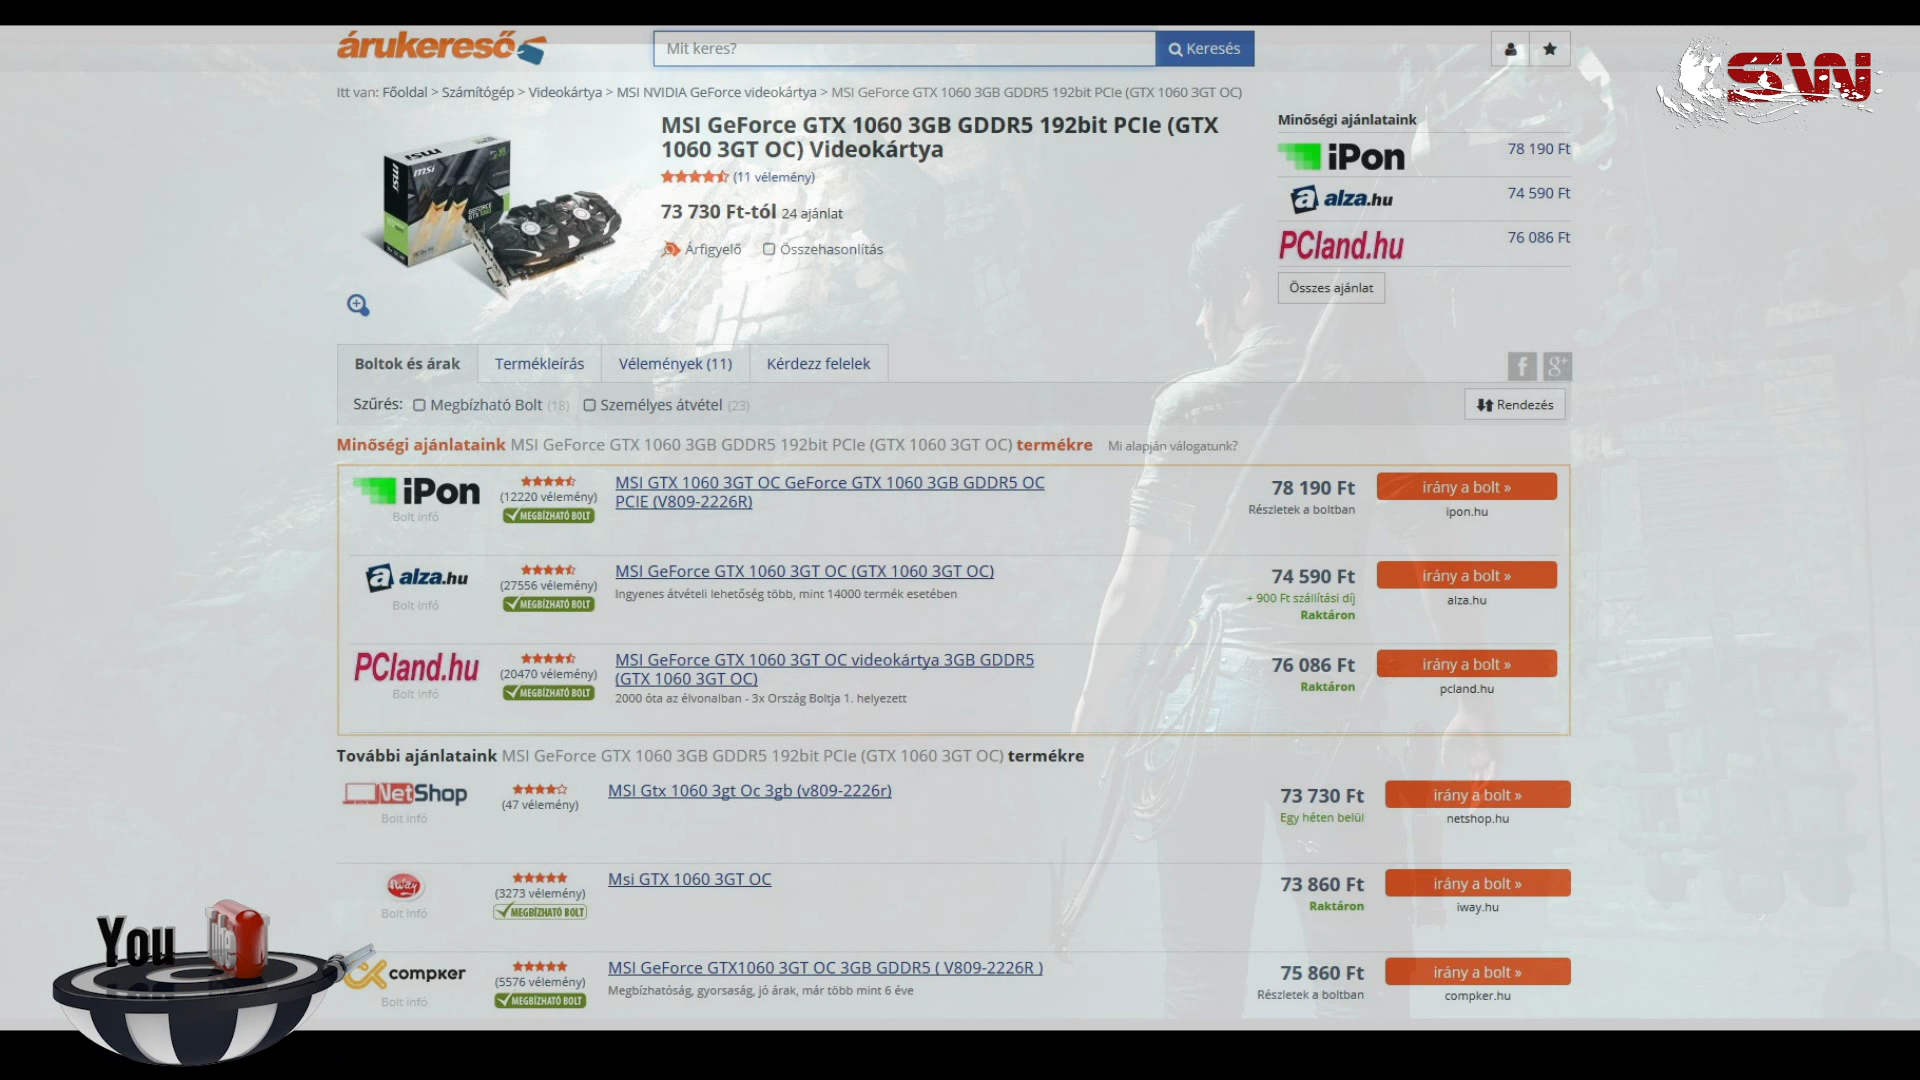 árukereső
Mit keres?
Keresés
SW
Itt van: Főoldal > Számítógép > Videokártya > MSI NVIDIA GeForce videokártya > MSI GeForce GTX 1060 3GB GDDR5 192bit PCIe (GTX 1060 3GT OC)
MSI GeForce GTX 1060 3GB GDDR5 192bit PCIe (GTX
1060 3GT OC) Videokártya
(11 vélemény)
73 730 Ft-tól 24 ajánlat
Árfigyelő Összehasonlítás
msi
Minőségi ajánlataink
iPon 78 190 Ft
alza.hu 74 590 Ft
PCland.hu 76 086 Ft
Összes ajánlat
Boltok és árak Termékleírás Vélemények (11) Kérdezz felelek
f g+
Szűrés: Megbízható Bolt (18) Személyes átvétel (23)
Rendezés
Minőségi ajánlataink MSI GeForce GTX 1060 3GB GDDR5 192bit PCIe (GTX 1060 3GT OC) termékre Mi alapján válogatunk?
iPon
Bolt infó
(12220 vélemény)
MEGBÍZHATÓ BOLT
MSI GTX 1060 3GT OC GeForce GTX 1060 3GB GDDR5 OC
PCIE (V809-2226R)
78 190 Ft
Részletek a boltban
irány a bolt »
ipon.hu
alza.hu
Bolt infó
(27556 vélemény)
MEGBÍZHATÓ BOLT
MSI GeForce GTX 1060 3GT OC (GTX 1060 3GT OC)
Ingyenes átvételi lehetőség több, mint 14000 termék esetében
74 590 Ft
+ 900 Ft szállítási díj
Raktáron
irány a bolt »
alza.hu
PCland.hu
Bolt infó
(20470 vélemény)
MEGBÍZHATÓ BOLT
MSI GeForce GTX 1060 3GT OC videokártya 3GB GDDR5
(GTX 1060 3GT OC)
2000 óta az élvonalban - 3x Ország Boltja 1. helyezett
76 086 Ft
Raktáron
irány a bolt »
pcland.hu
További ajánlataink MSI GeForce GTX 1060 3GB GDDR5 192bit PCIe (GTX 1060 3GT OC) termékre
NetShop
Bolt infó
(47 vélemény)
MSI Gtx 1060 3gt Oc 3gb (v809-2226r)
73 730 Ft
Egy héten belül
irány a bolt »
netshop.hu
iway
Bolt infó
(3273 vélemény)
MEGBÍZHATÓ BOLT
Msi GTX 1060 3GT OC
73 860 Ft
Raktáron
irány a bolt »
iway.hu
compker
Bolt infó
(5576 vélemény)
MEGBÍZHATÓ BOLT
MSI GeForce GTX1060 3GT OC 3GB GDDR5 ( V809-2226R )
Megbízhatóság, gyorsaság, jó árak, már több mint 6 éve
75 860 Ft
Részletek a boltban
irány a bolt »
compker.hu
You Tube